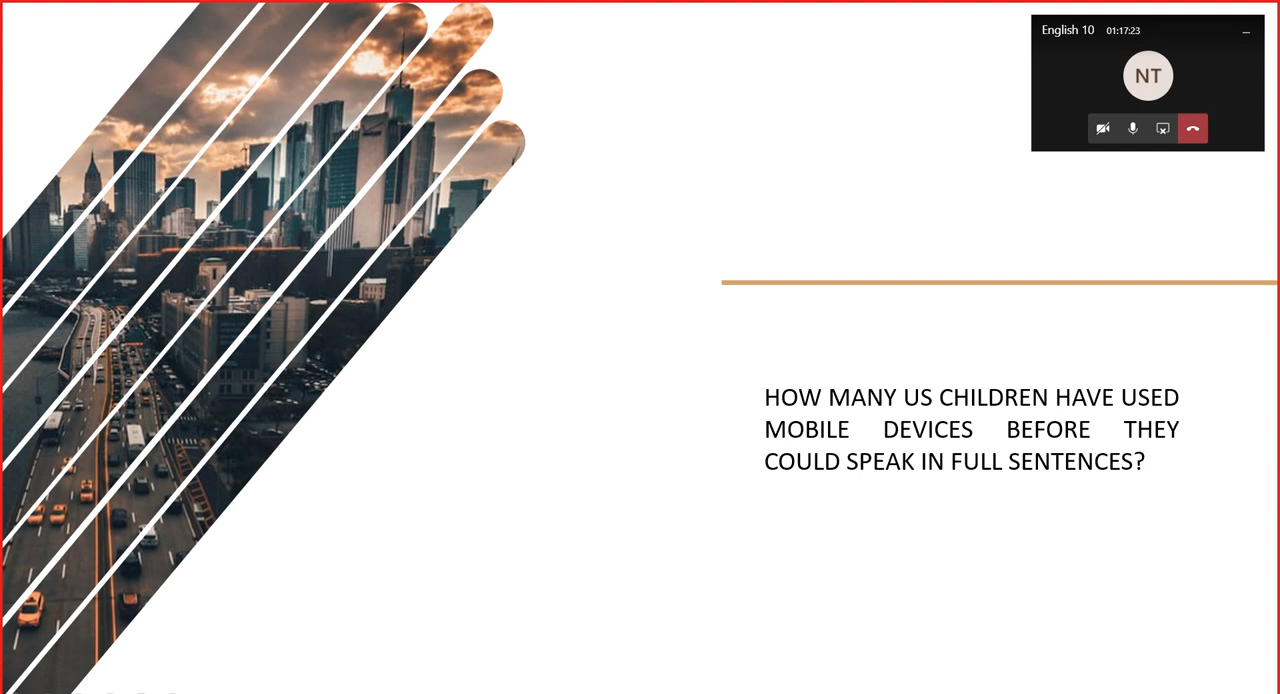 English 10 01:17:23
NT
HOW MANY US CHILDREN HAVE USED
MOBILE DEVICES BEFORE THEY
COULD SPEAK IN FULL SENTENCES?